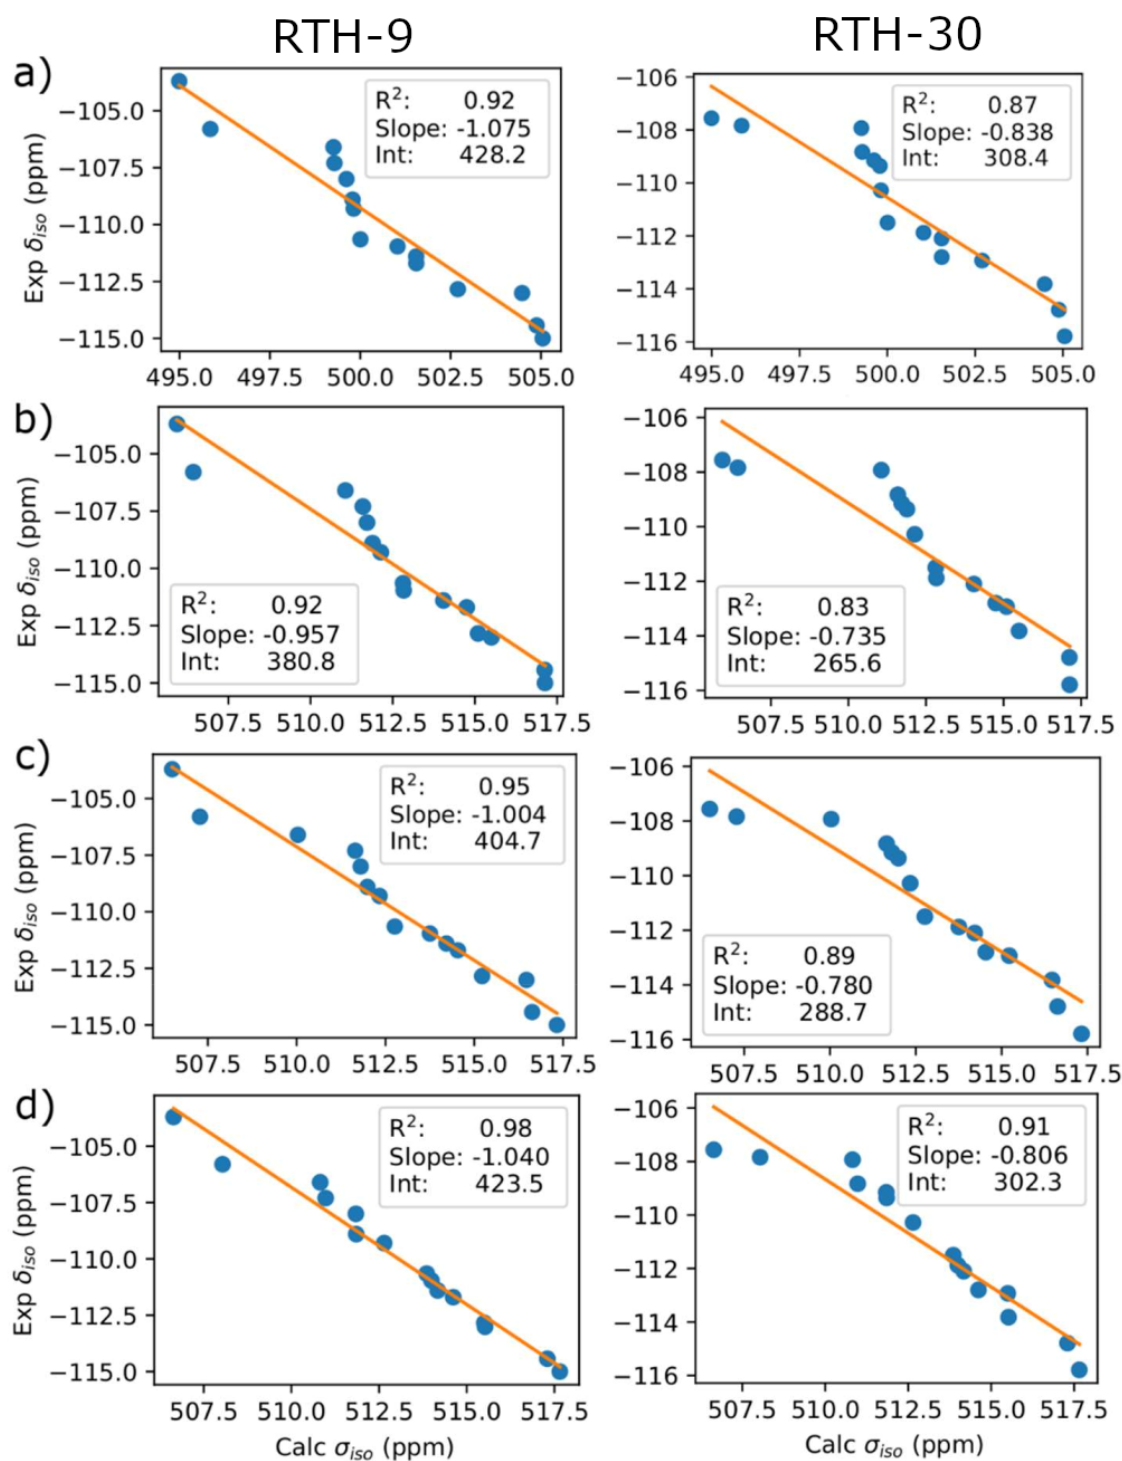 RTH-9 RTH-30
a)
Exp δiso (ppm)
−105.0
−107.5
−110.0
−112.5
−115.0
R²: 0.92
Slope: -1.075
Int: 428.2
495.0 497.5 500.0 502.5 505.0
−106
−108
−110
−112
−114
−116
R²: 0.87
Slope: -0.838
Int: 308.4
495.0 497.5 500.0 502.5 505.0
b)
Exp δiso (ppm)
−105.0
−107.5
−110.0
−112.5
−115.0
R²: 0.92
Slope: -0.957
Int: 380.8
507.5 510.0 512.5 515.0 517.5
−106
−108
−110
−112
−114
−116
R²: 0.83
Slope: -0.735
Int: 265.6
507.5 510.0 512.5 515.0 517.5
c)
Exp δiso (ppm)
−105.0
−107.5
−110.0
−112.5
−115.0
R²: 0.95
Slope: -1.004
Int: 404.7
507.5 510.0 512.5 515.0 517.5
−106
−108
−110
−112
−114
−116
R²: 0.89
Slope: -0.780
Int: 288.7
507.5 510.0 512.5 515.0 517.5
d)
Exp δiso (ppm)
−105.0
−107.5
−110.0
−112.5
−115.0
R²: 0.98
Slope: -1.040
Int: 423.5
507.5 510.0 512.5 515.0 517.5
Calc σiso (ppm)
−106
−108
−110
−112
−114
−116
R²: 0.91
Slope: -0.806
Int: 302.3
507.5 510.0 512.5 515.0 517.5
Calc σiso (ppm)